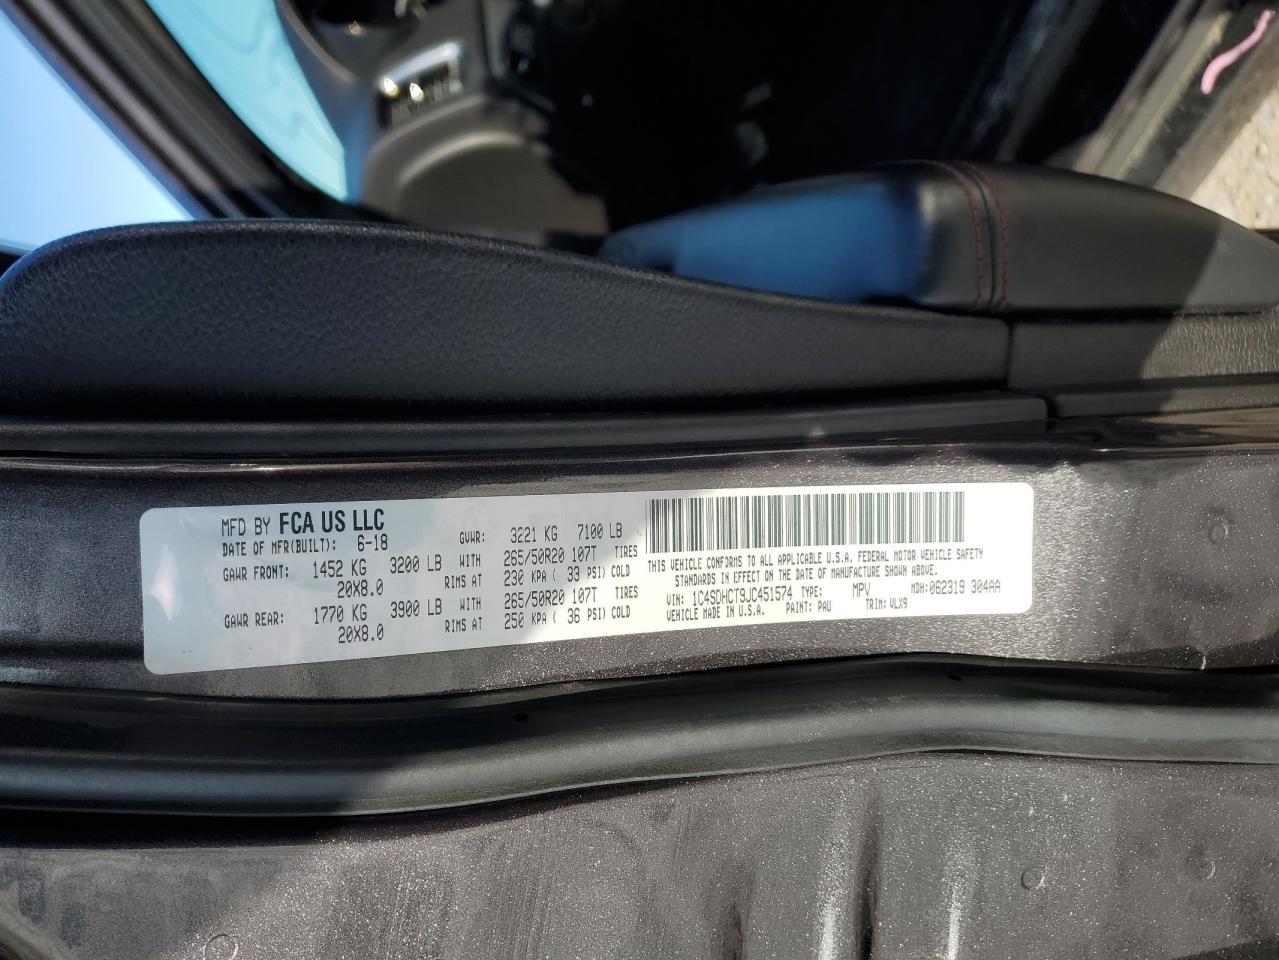 MFD BY FCA US LLC
DATE OF MFR(BUILT): 6-18
GVWR: 3221 KG 7100 LB
GAWR FRONT: 1452 KG 3200 LB WITH 265/50R20 107T TIRES
20X8.0 RIMS AT 230 KPA ( 33 PSI) COLD
GAWR REAR: 1770 KG 3900 LB WITH 265/50R20 107T TIRES
20X8.0 RIMS AT 250 KPA ( 36 PSI) COLD
THIS VEHICLE CONFORMS TO ALL APPLICABLE U.S.A. FEDERAL MOTOR VEHICLE SAFETY
STANDARDS IN EFFECT ON THE DATE OF MANUFACTURE SHOWN ABOVE.
VIN: 1C4SDHCT9JC451574 TYPE: MPV MDH: 062319 304AA
VEHICLE MADE IN U.S.A. PAINT: PAU TRIM: VLX9